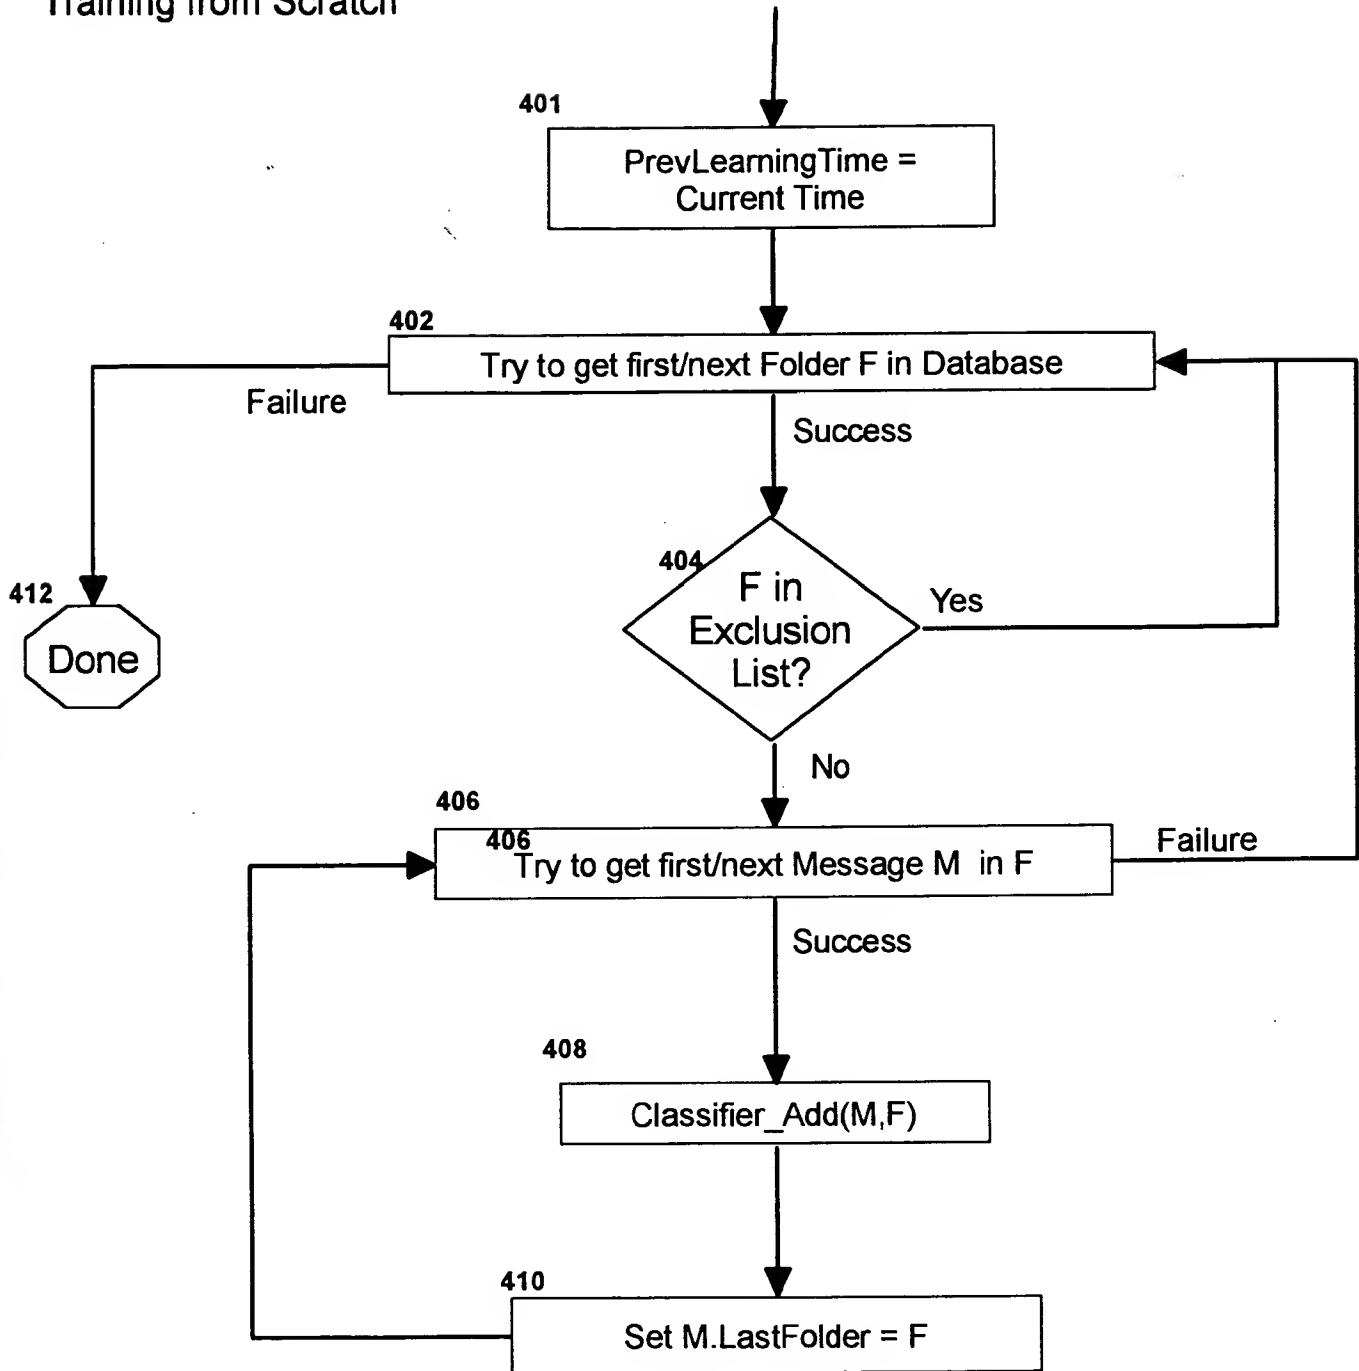 Training from Scratch
401
PrevLearningTime =
Current Time
402
Try to get first/next Folder F in Database
Failure
Success
404
F in
Exclusion
List?
Yes
412
Done
No
406
406
Try to get first/next Message M in F
Failure
Success
408
Classifier_Add(M,F)
410
Set M.LastFolder = F